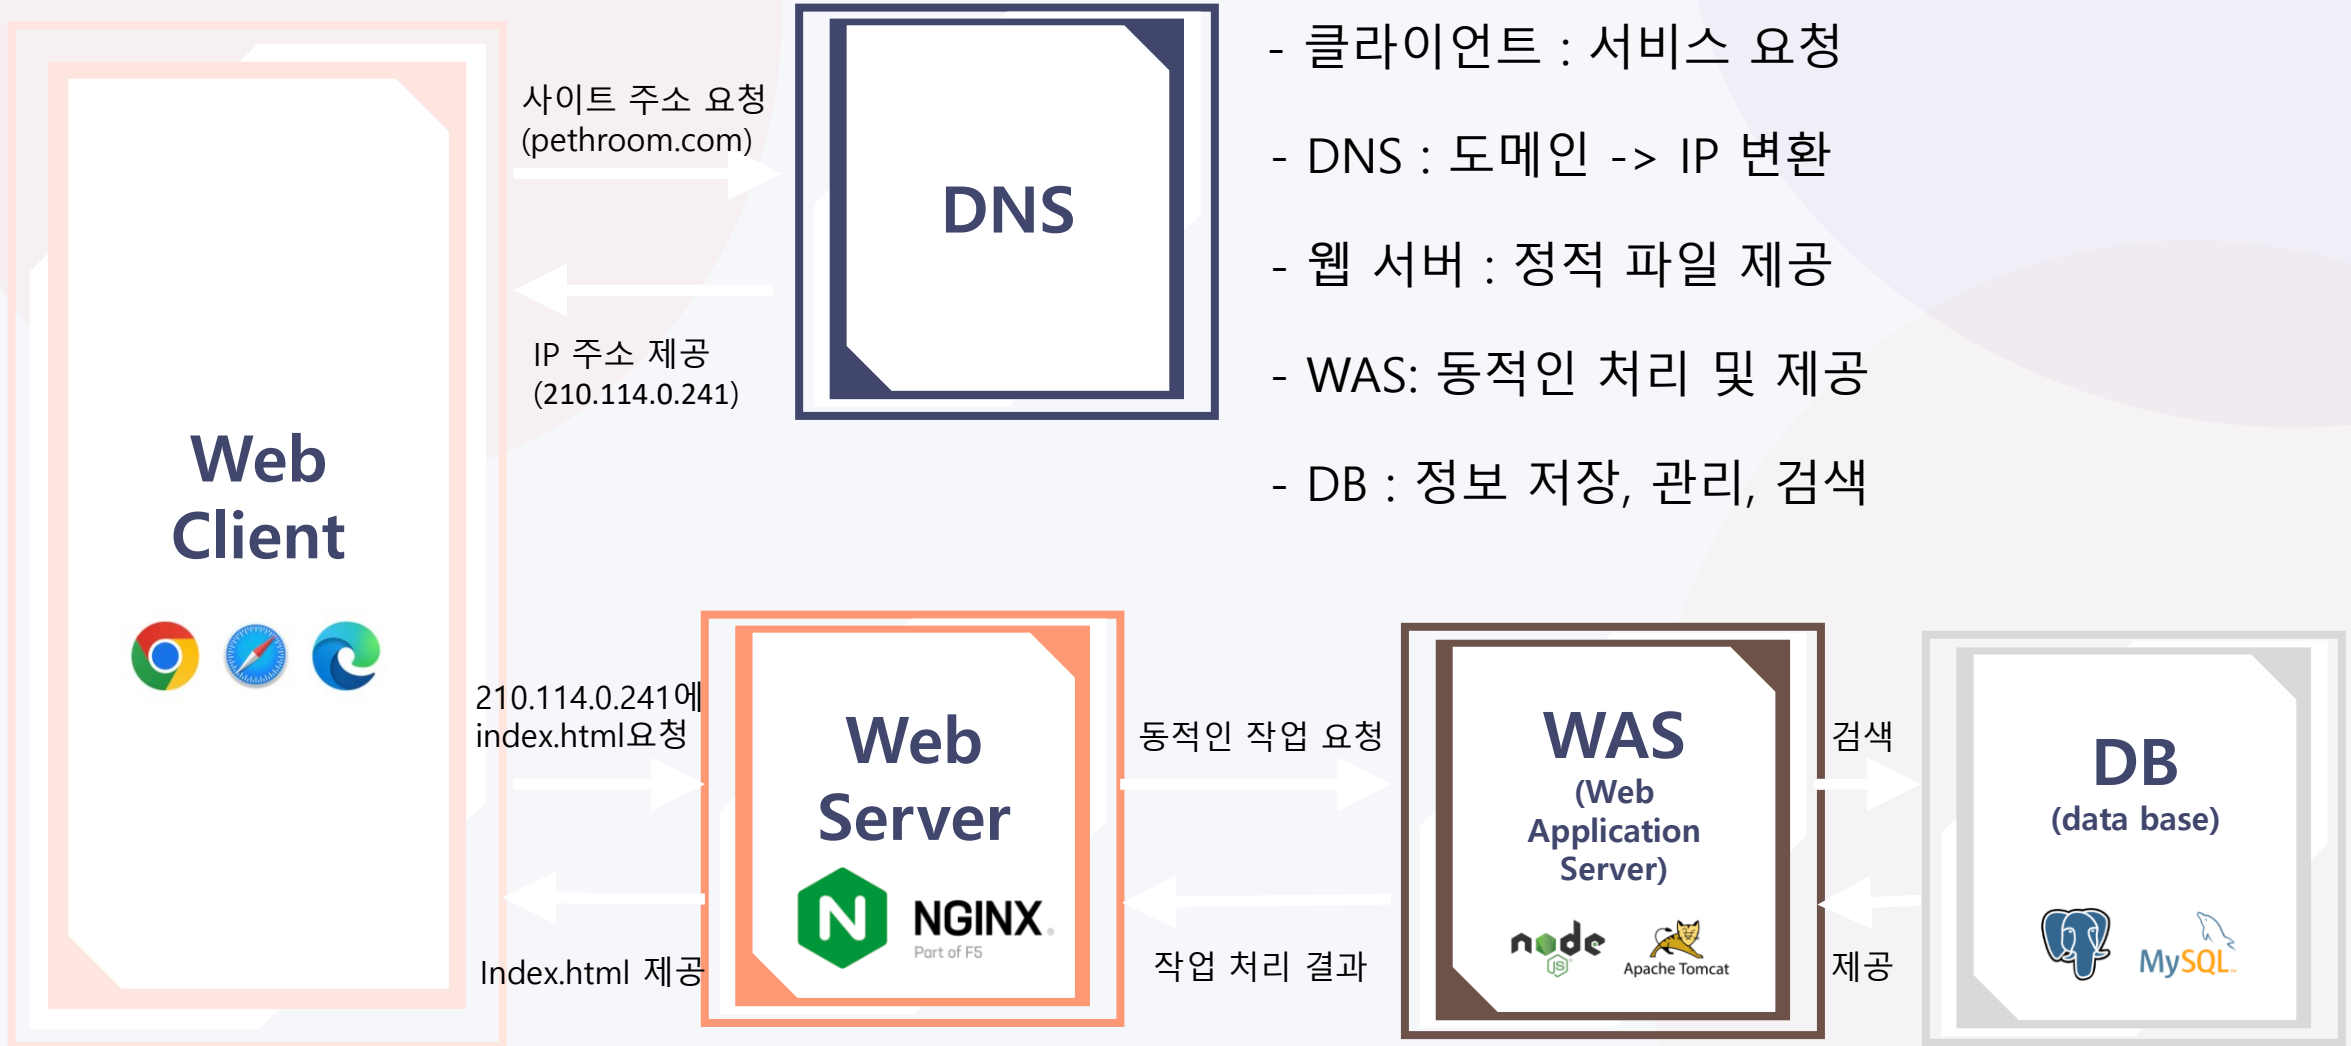 사이트 주소 요청
(pethroom.com)
DNS
IP 주소 제공
(210.114.0.241)
- 클라이언트 : 서비스 요청
- DNS : 도메인 -> IP 변환
- 웹 서버 : 정적 파일 제공
- WAS: 동적인 처리 및 제공
- DB : 정보 저장, 관리, 검색
Web
Client
210.114.0.241에
index.html요청
Index.html 제공
Web
Server
N
NGINX
Part of F5
동적인 작업 요청
작업 처리 결과
WAS
(Web
Application
Server)
node
JS
Apache Tomcat
검색
제공
DB
(data base)
MySQL